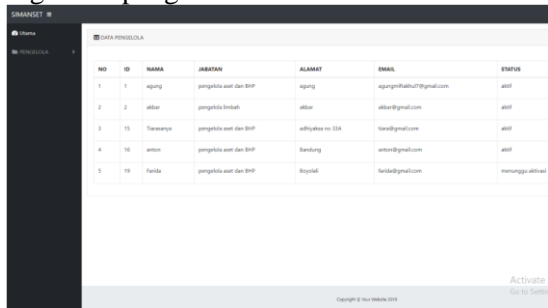 SIMANSET
Utama
PENGELOLA
DATA PENGELOLA
NO ID NAMA JABATAN ALAMAT EMAIL STATUS
1 1 agung pengelola aset dan BHP agung agungmiftakhul7@gmail.com aktif
2 2 akbar pengelola limbah akbar akbar@gmail.com aktif
3 15 Tiarasanya pengelola aset dan BHP adhiyaksa no 33A tiara@gmail.com aktif
4 16 anton pengelola aset dan BHP Bandung anton@gmail.com aktif
5 19 Farida pengelola aset dan BHP Boyolali farida@gmail.com menunggu aktivasi
Activate
Go to Settin
Copyright © Your Website 2019